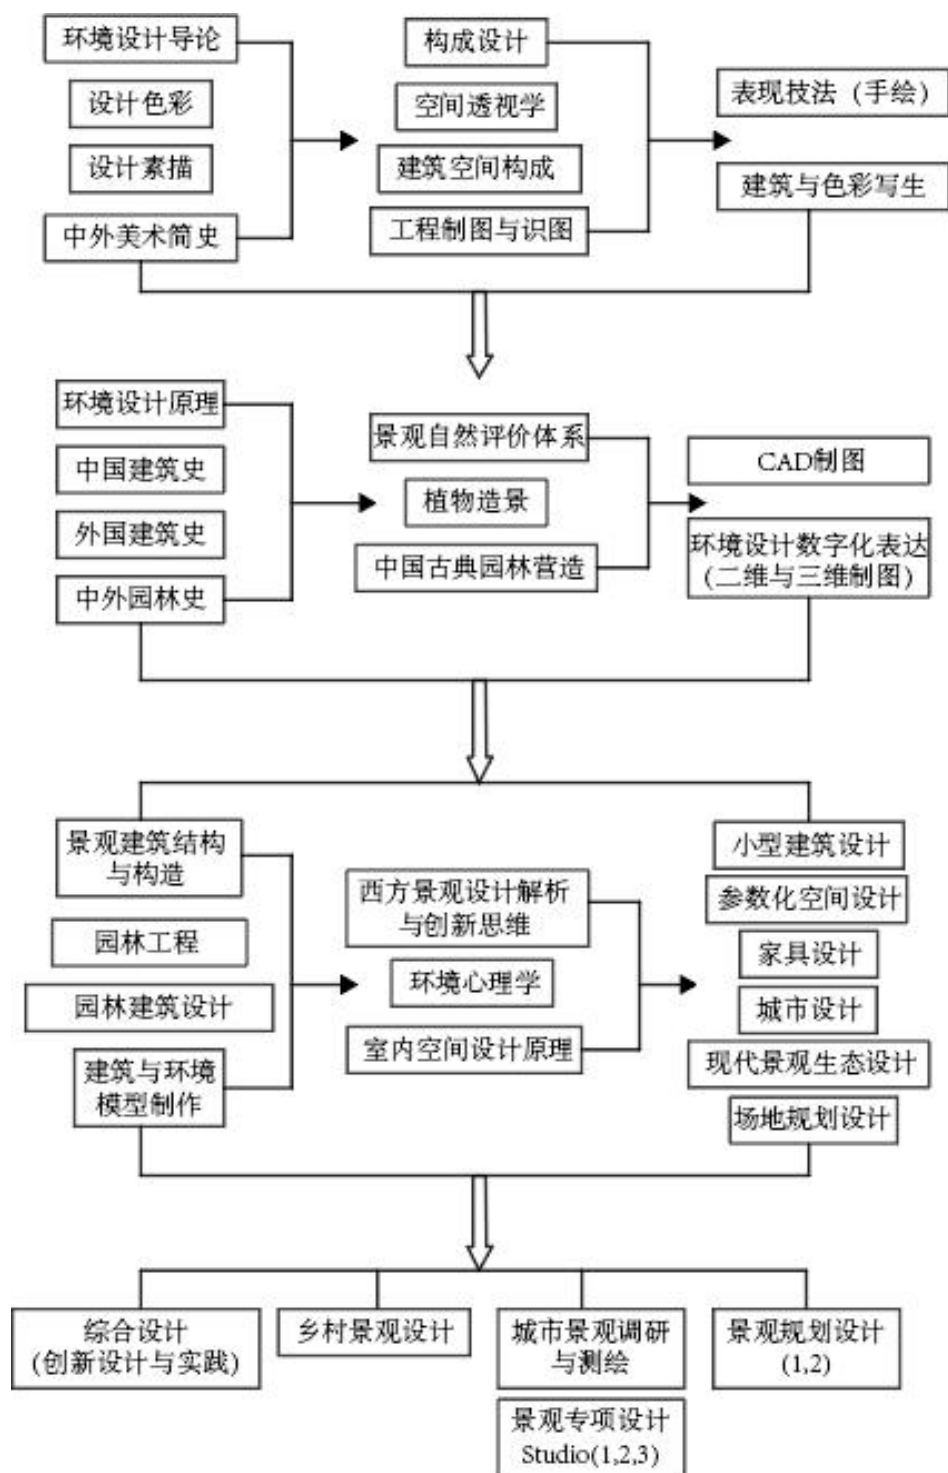 环境设计导论
构成设计
设计色彩
空间透视学
表现技法（手绘）
设计素描
建筑空间构成
建筑与色彩写生
中外美术简史
工程制图与识图
环境设计原理
景观自然评价体系
中国建筑史
CAD制图
植物造景
外国建筑史
环境设计数字化表达
(二维与三维制图)
中外园林史
中国古典园林营造
景观建筑结构
与构造
小型建筑设计
西方景观设计解析
与创新思维
参数化空间设计
园林工程
家具设计
环境心理学
园林建筑设计
城市设计
室内空间设计原理
建筑与环境
模型制作
现代景观生态设计
场地规划设计
综合设计
(创新设计与实践)
乡村景观设计
城市景观调研
与测绘
景观规划设计
(1,2)
景观专项设计
Studio(1,2,3)